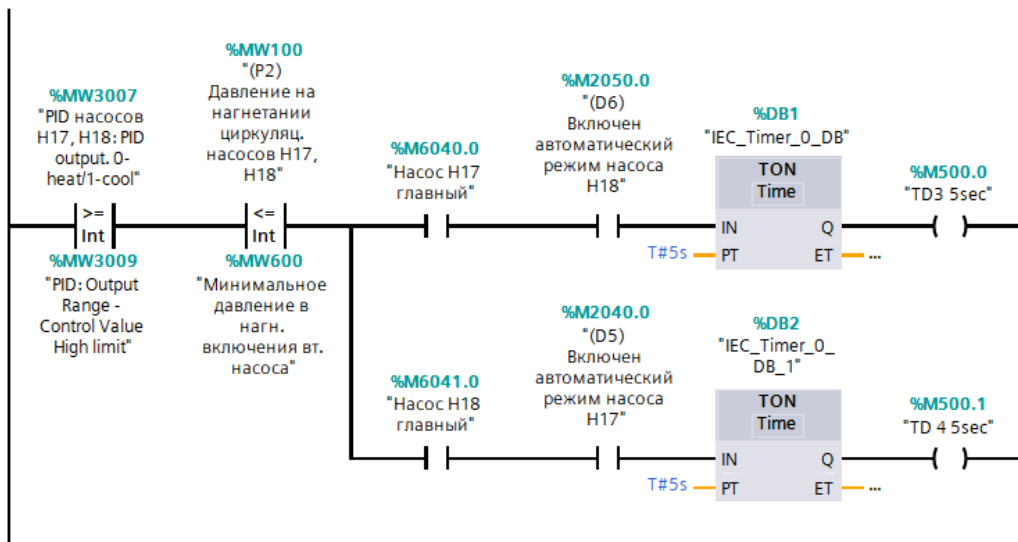 %MW3007
"PID насосов
H17, H18: PID
output. 0-
heat/1-cool"
>=
Int
%MW3009
"PID: Output
Range -
Control Value
High limit"
%MW100
"(P2)
Давление на
нагнетании
циркуляц.
насосов H17,
H18"
<=
Int
%MW600
"Минимальное
давление в
нагн.
включения вт.
насоса"
%M6040.0
"Насос H17
главный"
%M2050.0
"(D6)
Включен
автоматический
режим насоса
H18"
%DB1
"IEC_Timer_0_DB"
TON
Time
IN
Q
T#5s
PT
ET
...
%M500.0
"TD3 5sec"
%M6041.0
"Насос H18
главный"
%M2040.0
"(D5)
Включен
автоматический
режим насоса
H17"
%DB2
"IEC_Timer_0_
DB_1"
TON
Time
IN
Q
T#5s
PT
ET
...
%M500.1
"TD 4 5sec"